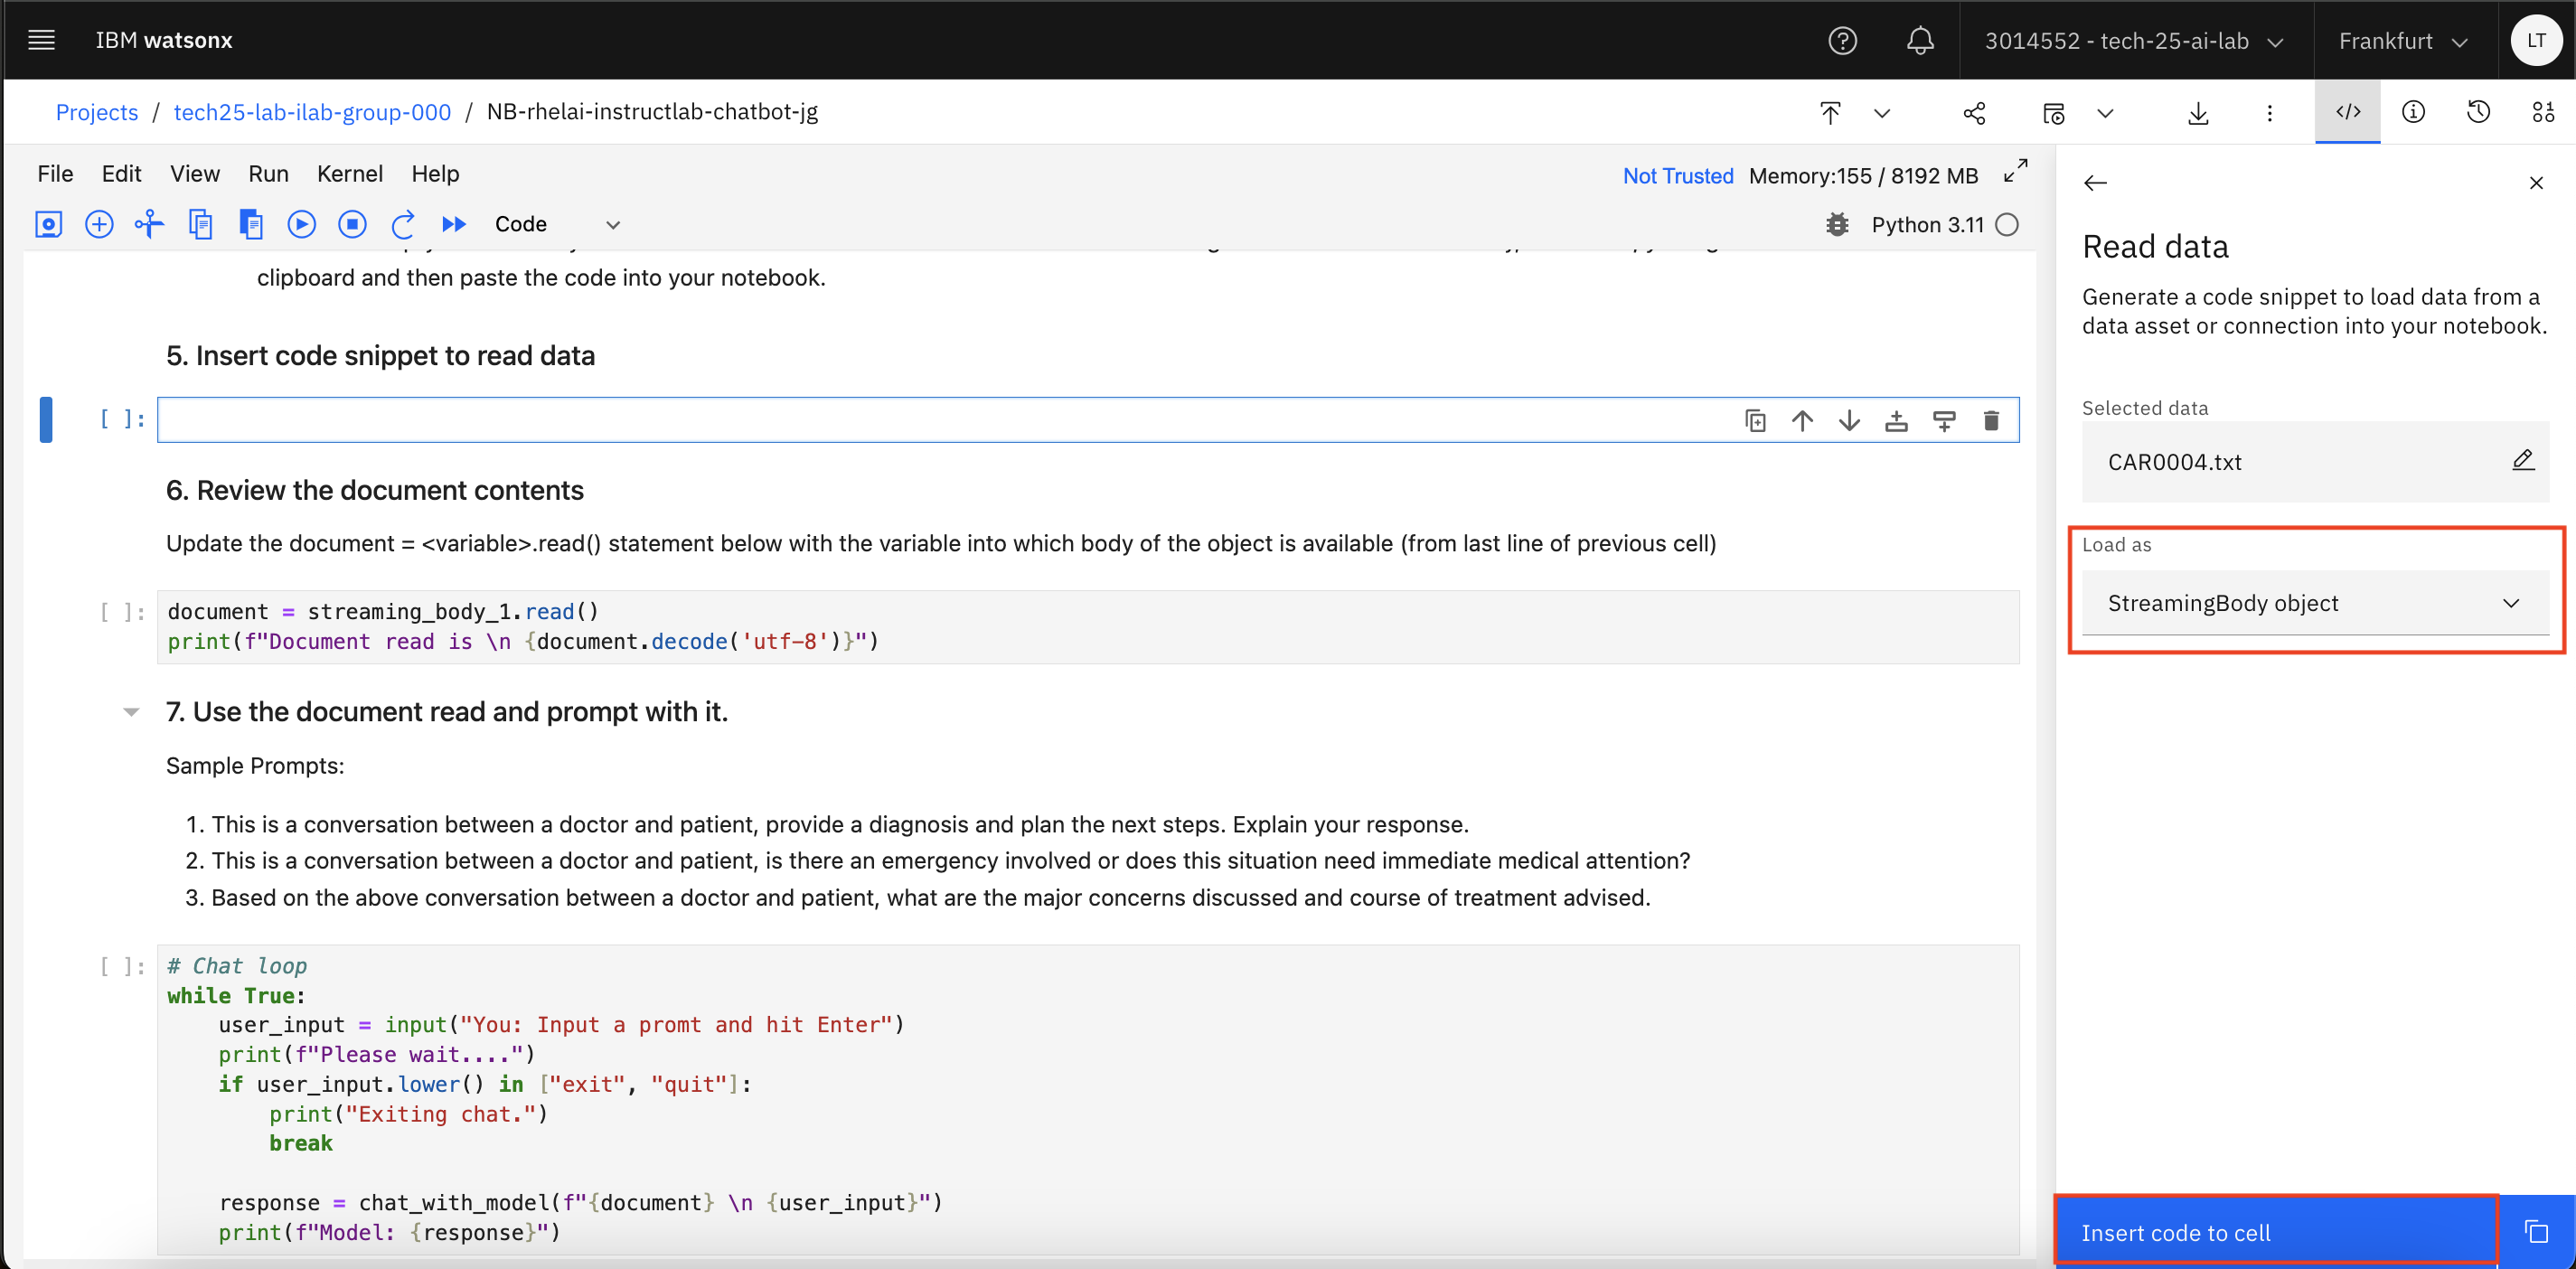 IBM watsonx
3014552 - tech-25-ai-lab
Frankfurt
LT
Projects / tech25-lab-ilab-group-000 / NB-rhelai-instructlab-chatbot-jg
File Edit View Run Kernel Help
Not Trusted Memory:155 / 8192 MB
Code
Python 3.11
clipboard and then paste the code into your notebook.
5. Insert code snippet to read data
[ ]:
6. Review the document contents
Update the document = <variable>.read() statement below with the variable into which body of the object is available (from last line of previous cell)
[ ]: document = streaming_body_1.read()
print(f"Document read is \n {document.decode('utf-8')}")
7. Use the document read and prompt with it.
Sample Prompts:
1. This is a conversation between a doctor and patient, provide a diagnosis and plan the next steps. Explain your response.
2. This is a conversation between a doctor and patient, is there an emergency involved or does this situation need immediate medical attention?
3. Based on the above conversation between a doctor and patient, what are the major concerns discussed and course of treatment advised.
[ ]: # Chat loop
while True:
    user_input = input("You: Input a promt and hit Enter")
    print(f"Please wait....")
    if user_input.lower() in ["exit", "quit"]:
        print("Exiting chat.")
        break
    response = chat_with_model(f"{document} \n {user_input}")
    print(f"Model: {response}")
Read data
Generate a code snippet to load data from a
data asset or connection into your notebook.
Selected data
CAR0004.txt
Load as
StreamingBody object
Insert code to cell